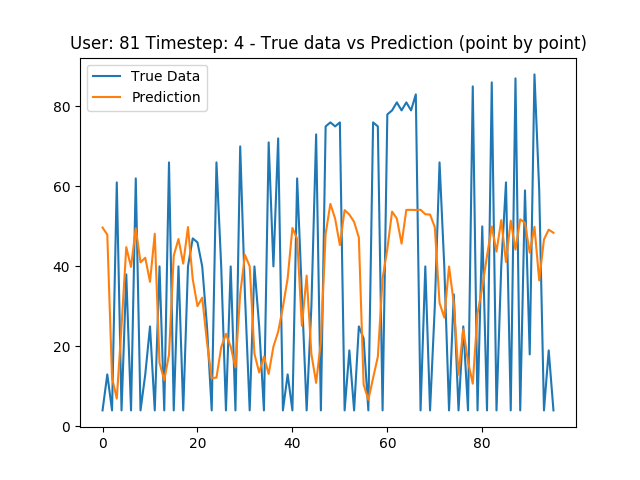 User: 81 Timestep: 4 - True data vs Prediction (point by point)
True Data
Prediction
80
60
40
20
0
0 20 40 60 80